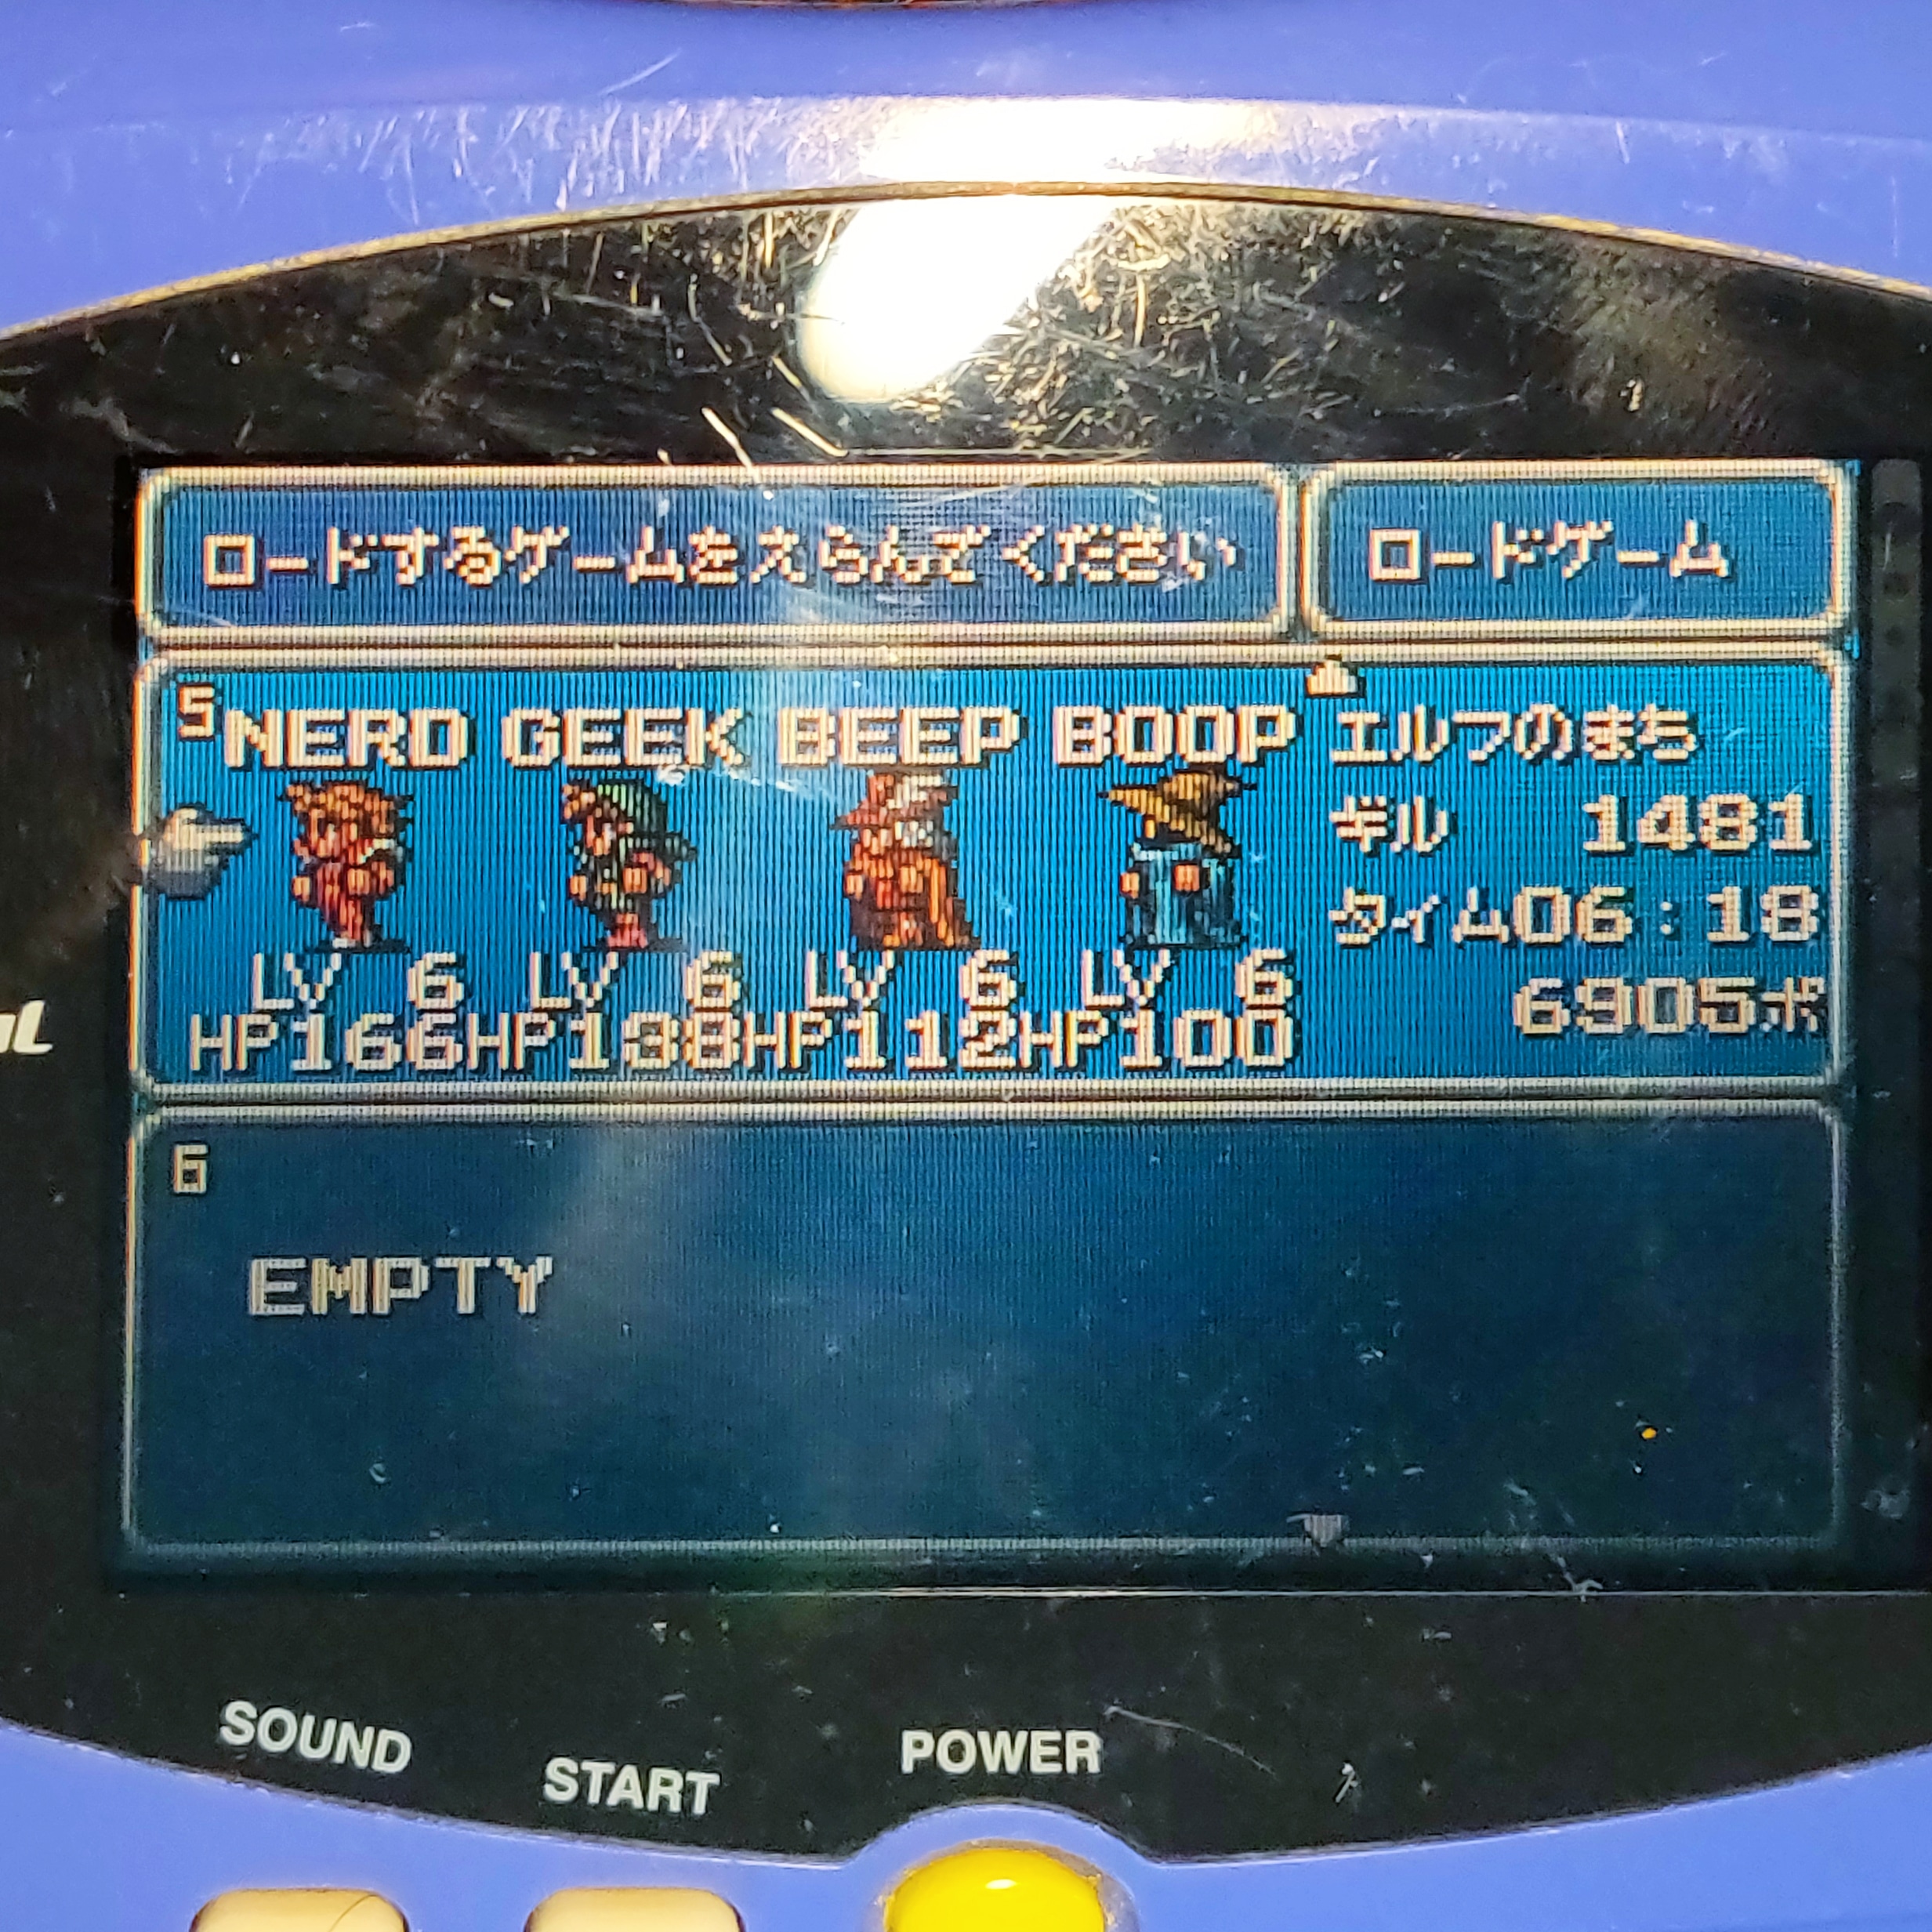 ロードするゲームをえらんでください
ロードゲーム
5
NERD GEEK BEEP BOOP
エルフのまち
ギル 1481
タイム06:18
6905ポ
LV 6 LV 6 LV 6 LV 6
HP166HP138HP112HP100
6
EMPTY
SOUND
START
POWER